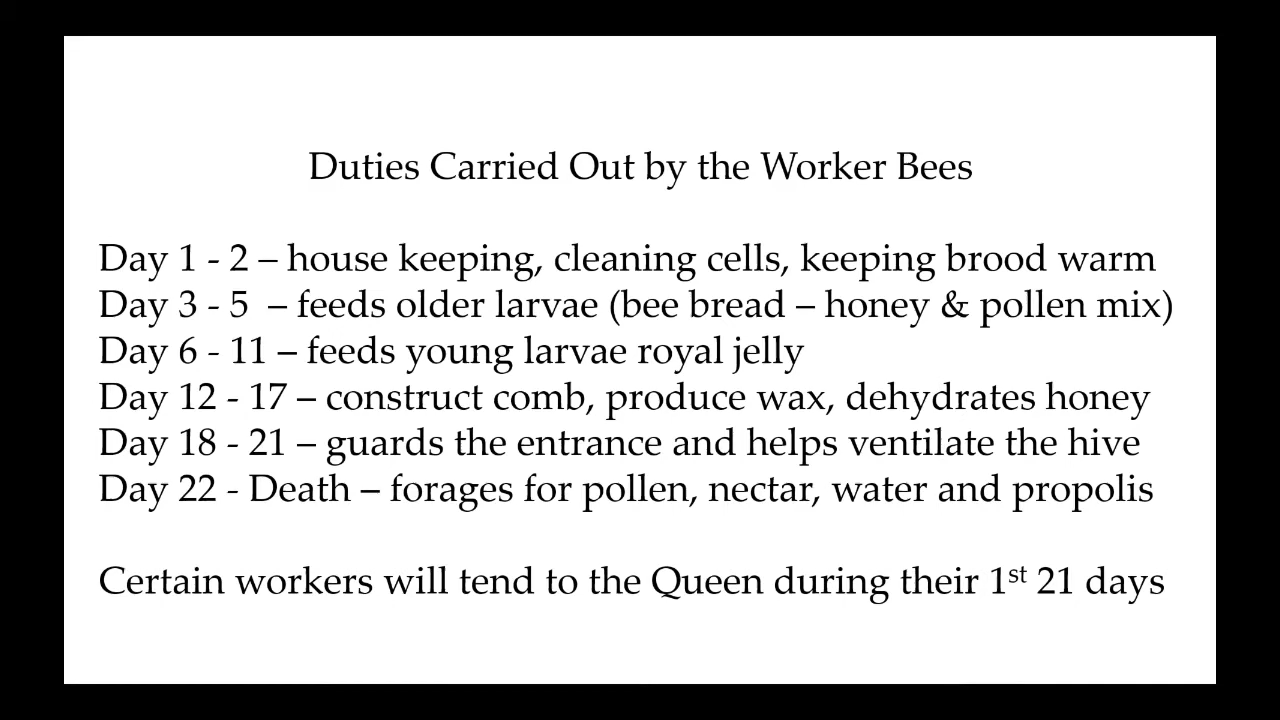 Duties Carried Out by the Worker Bees
Day 1 - 2 – house keeping, cleaning cells, keeping brood warm
Day 3 - 5 – feeds older larvae (bee bread – honey & pollen mix)
Day 6 - 11 – feeds young larvae royal jelly
Day 12 - 17 – construct comb, produce wax, dehydrates honey
Day 18 - 21 – guards the entrance and helps ventilate the hive
Day 22 - Death – forages for pollen, nectar, water and propolis
Certain workers will tend to the Queen during their 1st 21 days